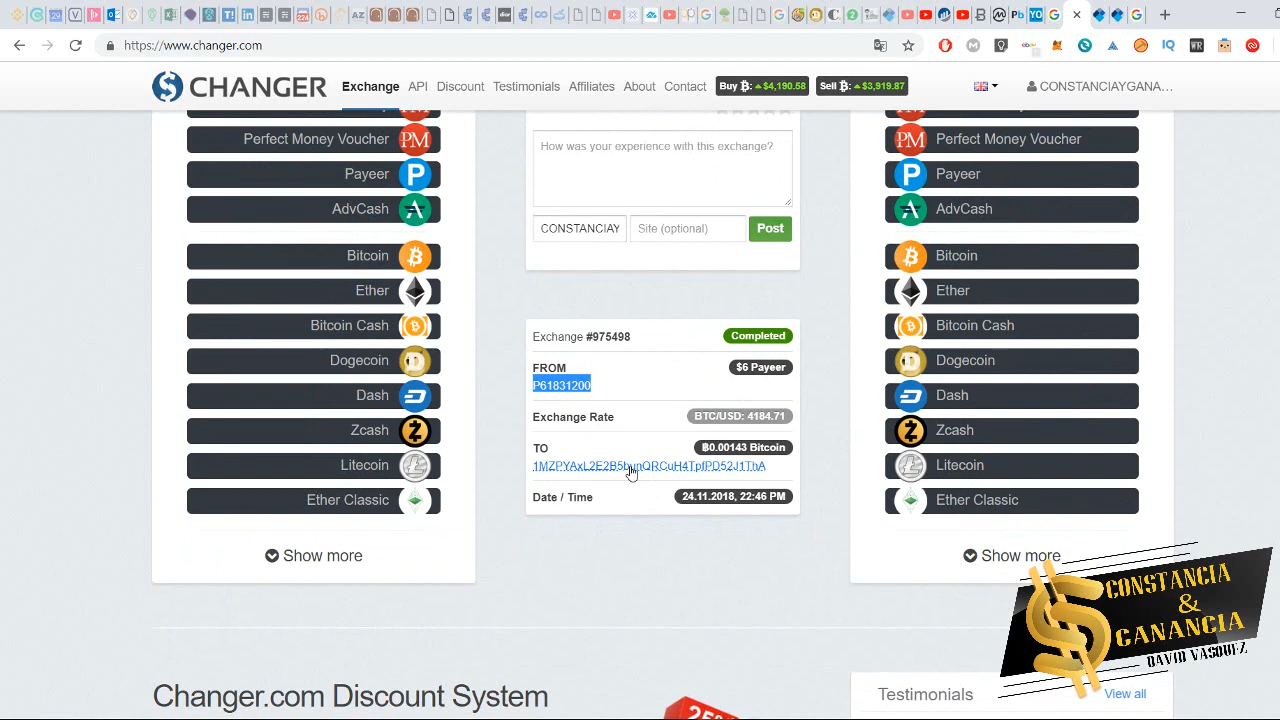 https://www.changer.com
CHANGER
Exchange
API
Discount
Testimonials
Affiliates
About
Contact
Buy ₿: $4,190.58
Sell ₿: $3,919.87
CONSTANCIAYGANA...
Perfect Money Voucher
Payeer
AdvCash
Bitcoin
Ether
Bitcoin Cash
Dogecoin
Dash
Zcash
Litecoin
Ether Classic
Show more
How was your experience with this exchange?
CONSTANCIAY
Site (optional)
Post
Exchange #975498
Completed
FROM
$6 Payeer
P61831200
Exchange Rate
BTC/USD: 4184.71
TO
₿0.00143 Bitcoin
Date / Time
24.11.2018, 22:46 PM
Perfect Money Voucher
Payeer
AdvCash
Bitcoin
Ether
Bitcoin Cash
Dogecoin
Dash
Zcash
Litecoin
Ether Classic
Show more
CONSTANCIA
&
GANANCIA
DAVID VASQUEZ
Changer.com Discount System
25%
Testimonials
View all